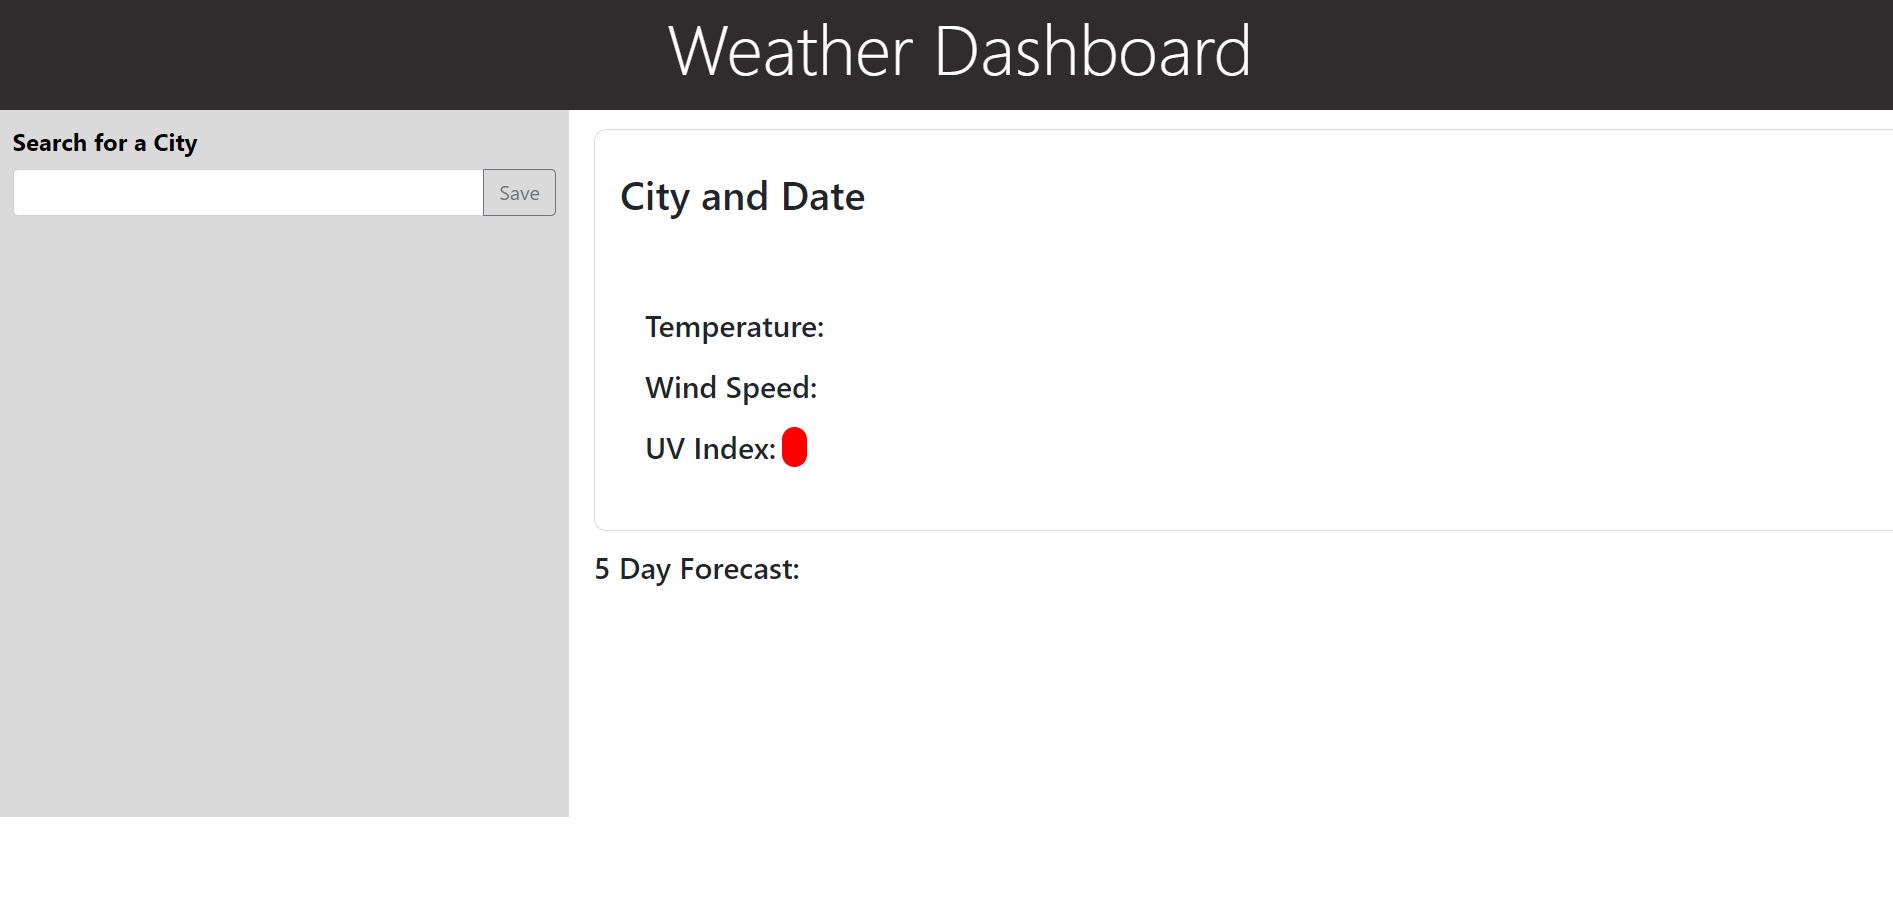 Weather Dashboard
Search for a City
Save
City and Date
Temperature:
Wind Speed:
UV Index:
5 Day Forecast: